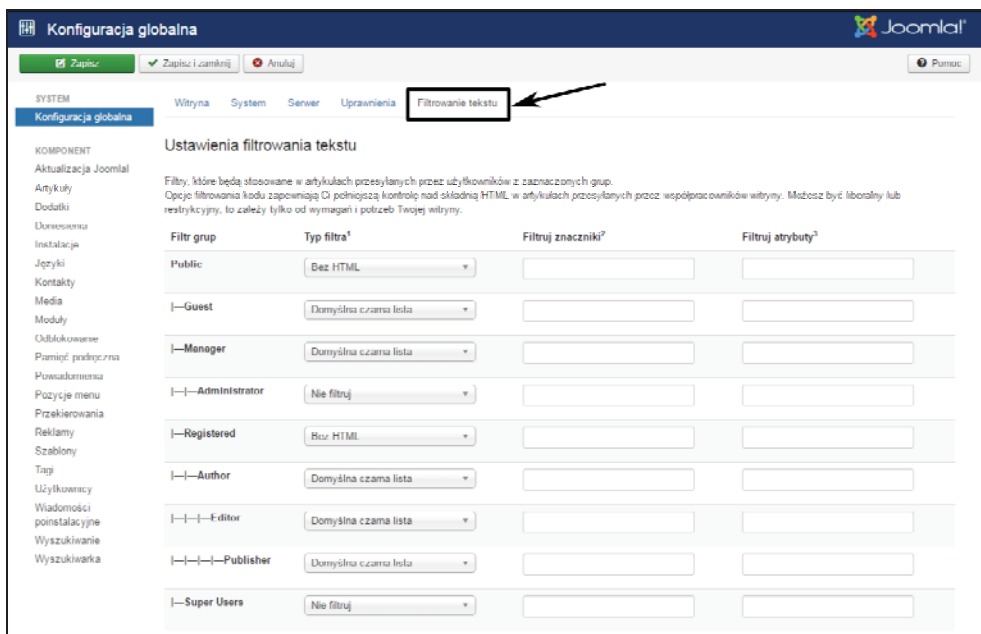 Konfiguracja globalna
Joomla!
Zapisz
Zapisz i zamknij
Anuluj
Pomoc
SYSTEM
Konfiguracja globalna
KOMPONENT
Aktualizacja Joomla!
Artykuły
Dodatki
Doniesienia
Instalacje
Języki
Kontakty
Media
Moduły
Odblokowanie
Pamięć podręczna
Powiadomienia
Pozycje menu
Przekierowania
Reklamy
Szablony
Tagi
Użytkownicy
Wiadomości
poinstalacyjne
Wyszukiwanie
Wyszukiwarka
Witryna System Serwer Uprawnienia Filtrowanie tekstu
Ustawienia filtrowania tekstu
Filtry, które będą stosowane w artykułach przesyłanych przez użytkowników z zaznaczonych grup.
Opcje filtrowania kodu zapewniają Ci pełniejszą kontrolę nad składnią HTML w artykułach przesyłanych przez współpracowników witryny. Możesz być liberalny lub
restrykcyjny, to zależy tylko od wymagań i potrzeb Twojej witryny.
Filtr grup Typ filtra¹ Filtruj znaczniki² Filtruj atrybuty³
Public Bez HTML
|—Guest Domyślna czarna lista
|—Manager Domyślna czarna lista
|—|—Administrator Nie filtruj
|—Registered Bez HTML
|—|—Author Domyślna czarna lista
|—|—|—Editor Domyślna czarna lista
|—|—|—|—Publisher Domyślna czarna lista
|—Super Users Nie filtruj